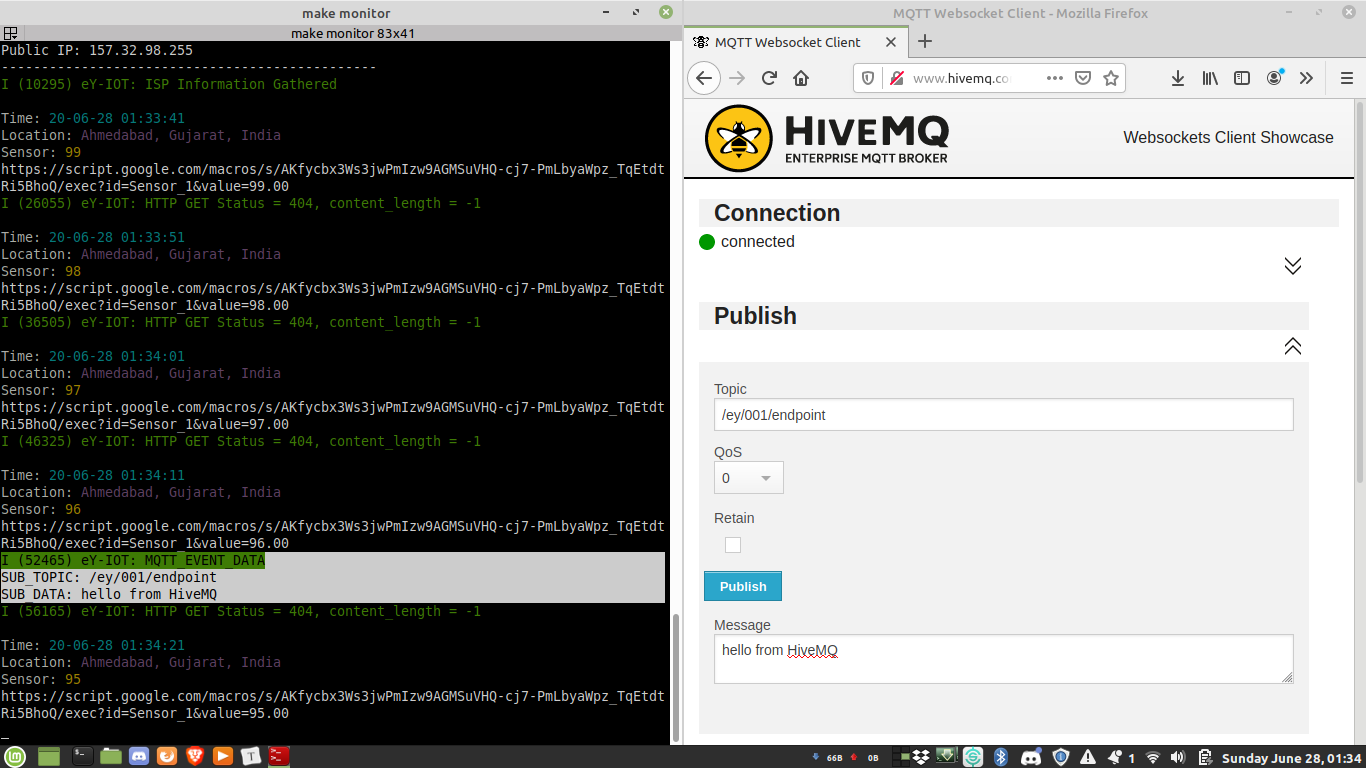 make monitor
make monitor 83x41
Public IP: 157.32.98.255
-----------------------------------------------
I (10295) eY-IOT: ISP Information Gathered
Time: 20-06-28 01:33:41
Location: Ahmedabad, Gujarat, India
Sensor: 99
https://script.google.com/macros/s/AKfycbx3Ws3jwPmIzw9AGMSuVHQ-cj7-PmLbyaWpz_TqEtdt
Ri5BhoQ/exec?id=Sensor_1&value=99.00
I (26055) eY-IOT: HTTP GET Status = 404, content_length = -1
Time: 20-06-28 01:33:51
Location: Ahmedabad, Gujarat, India
Sensor: 98
https://script.google.com/macros/s/AKfycbx3Ws3jwPmIzw9AGMSuVHQ-cj7-PmLbyaWpz_TqEtdt
Ri5BhoQ/exec?id=Sensor_1&value=98.00
I (36505) eY-IOT: HTTP GET Status = 404, content_length = -1
Time: 20-06-28 01:34:01
Location: Ahmedabad, Gujarat, India
Sensor: 97
https://script.google.com/macros/s/AKfycbx3Ws3jwPmIzw9AGMSuVHQ-cj7-PmLbyaWpz_TqEtdt
Ri5BhoQ/exec?id=Sensor_1&value=97.00
I (46325) eY-IOT: HTTP GET Status = 404, content_length = -1
Time: 20-06-28 01:34:11
Location: Ahmedabad, Gujarat, India
Sensor: 96
https://script.google.com/macros/s/AKfycbx3Ws3jwPmIzw9AGMSuVHQ-cj7-PmLbyaWpz_TqEtdt
Ri5BhoQ/exec?id=Sensor_1&value=96.00
I (52465) eY-IOT: MQTT_EVENT_DATA
SUB_TOPIC: /ey/001/endpoint
SUB_DATA: hello from HiveMQ
I (56165) eY-IOT: HTTP GET Status = 404, content_length = -1
Time: 20-06-28 01:34:21
Location: Ahmedabad, Gujarat, India
Sensor: 95
https://script.google.com/macros/s/AKfycbx3Ws3jwPmIzw9AGMSuVHQ-cj7-PmLbyaWpz_TqEtdt
Ri5BhoQ/exec?id=Sensor_1&value=95.00
MQTT Websocket Client - Mozilla Firefox
MQTT Websocket Client
www.hivemq.co
HIVEMQ
ENTERPRISE MQTT BROKER
Websockets Client Showcase
Connection
connected
Publish
Topic
/ey/001/endpoint
QoS
0
Retain
Publish
Message
hello from HiveMQ
66B 0B 1 Sunday June 28, 01:34